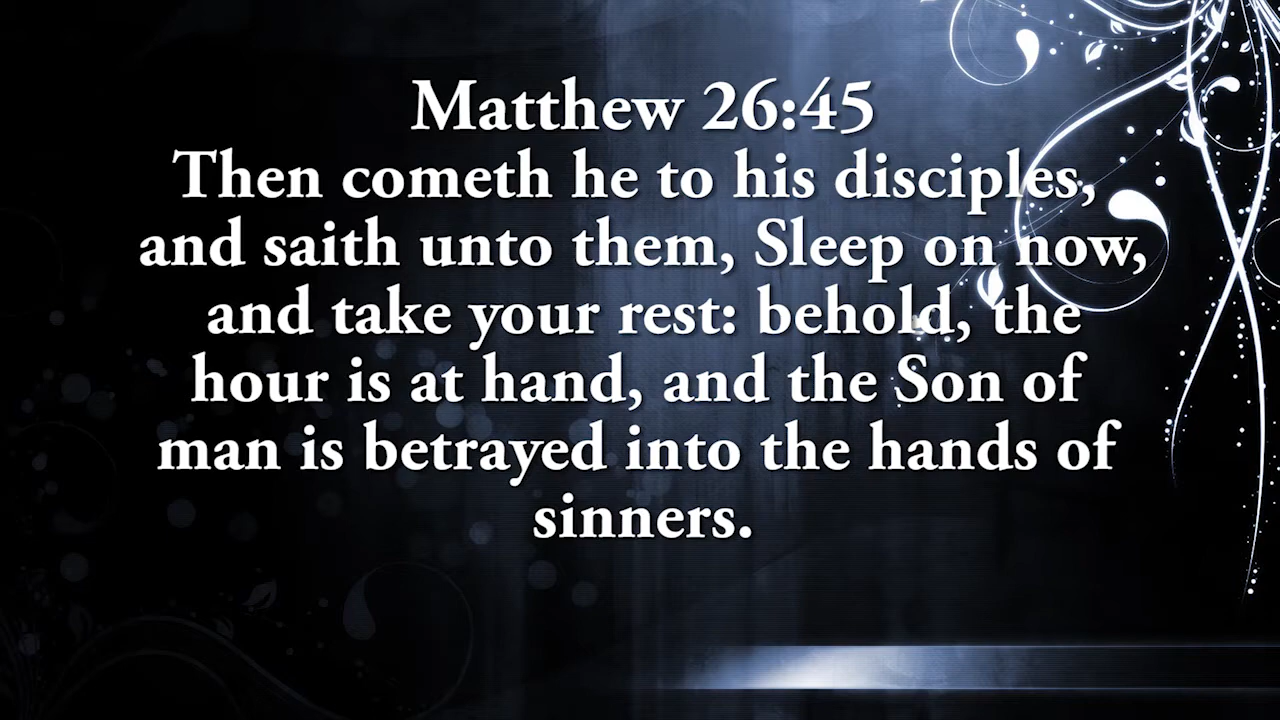 Matthew 26:45
Then cometh he to his disciples,
and saith unto them, Sleep on now,
and take your rest: behold, the
hour is at hand, and the Son of
man is betrayed into the hands of
sinners.